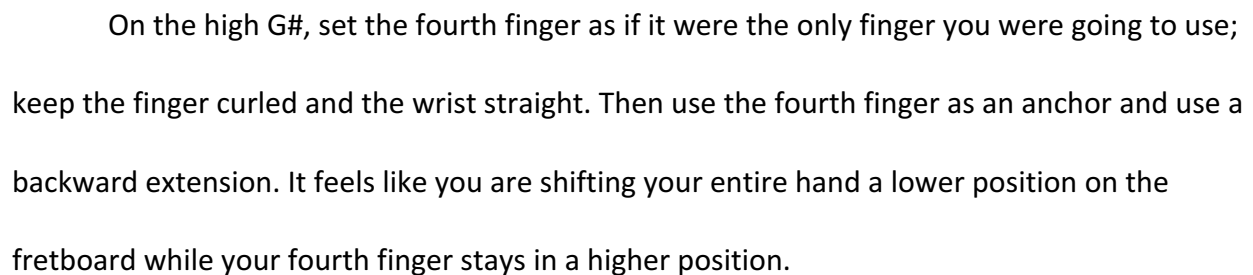 On the high G#, set the fourth finger as if it were the only finger you were going to use;
keep the finger curled and the wrist straight. Then use the fourth finger as an anchor and use a
backward extension. It feels like you are shifting your entire hand a lower position on the
fretboard while your fourth finger stays in a higher position.